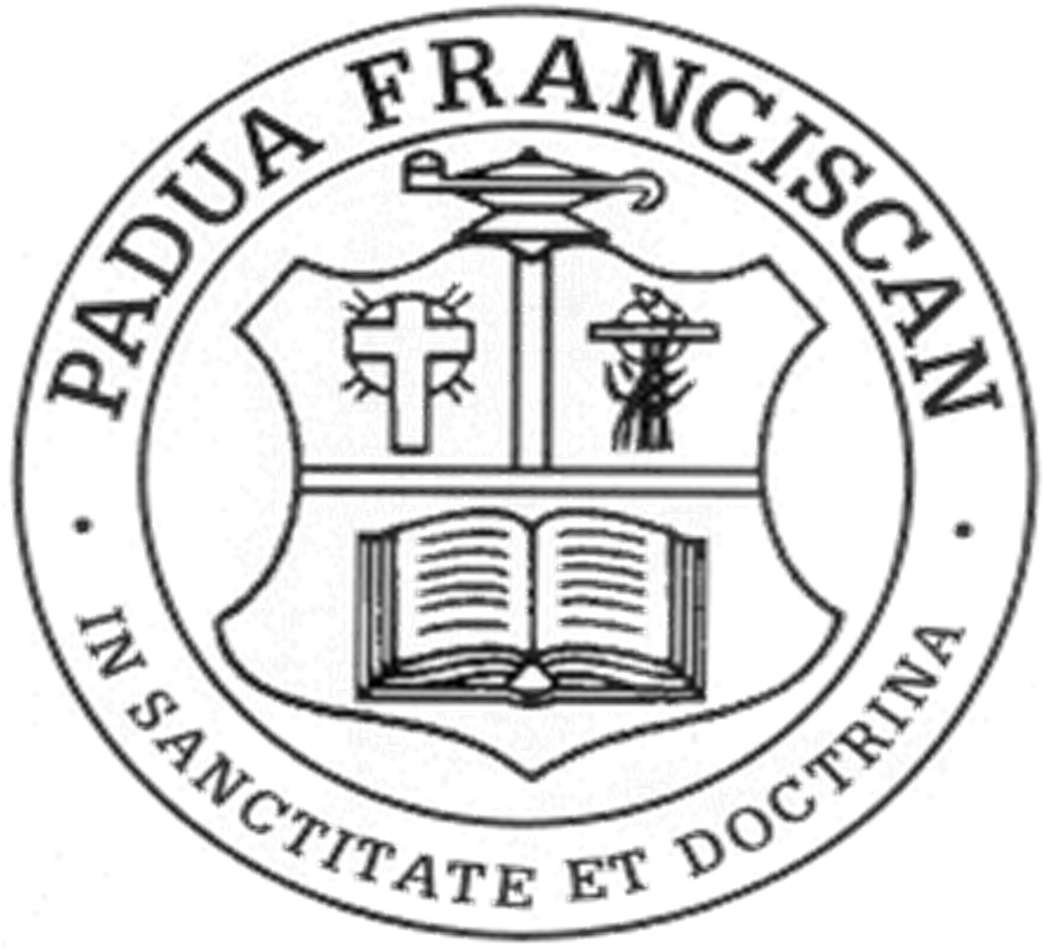 PADUA FRANCISCAN
· IN SANCTITATE ET DOCTRINA ·